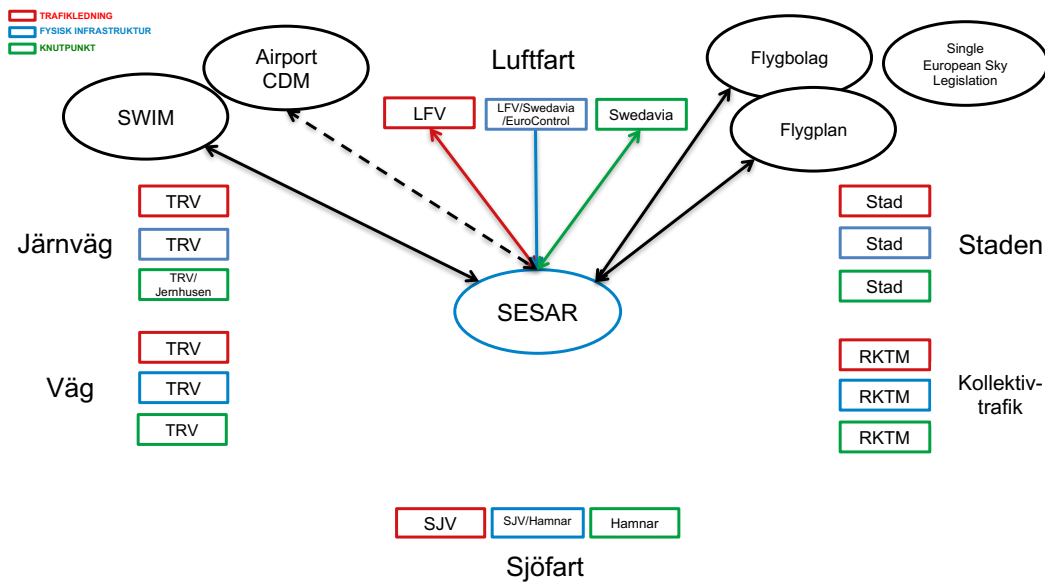 TRAFIKLEDNING
FYSISK INFRASTRUKTUR
KNUTPUNKT
Airport
CDM
SWIM
Luftfart
LFV
LFV/Swedavia
/EuroControl
Swedavia
Flygbolag
Flygplan
Single
European Sky
Legislation
Järnväg
TRV
TRV
TRV/
Jernhusen
Väg
TRV
TRV
TRV
SESAR
Stad
Stad
Stad
Staden
RKTM
RKTM
RKTM
Kollektiv-
trafik
SJV
SJV/Hamnar
Hamnar
Sjöfart